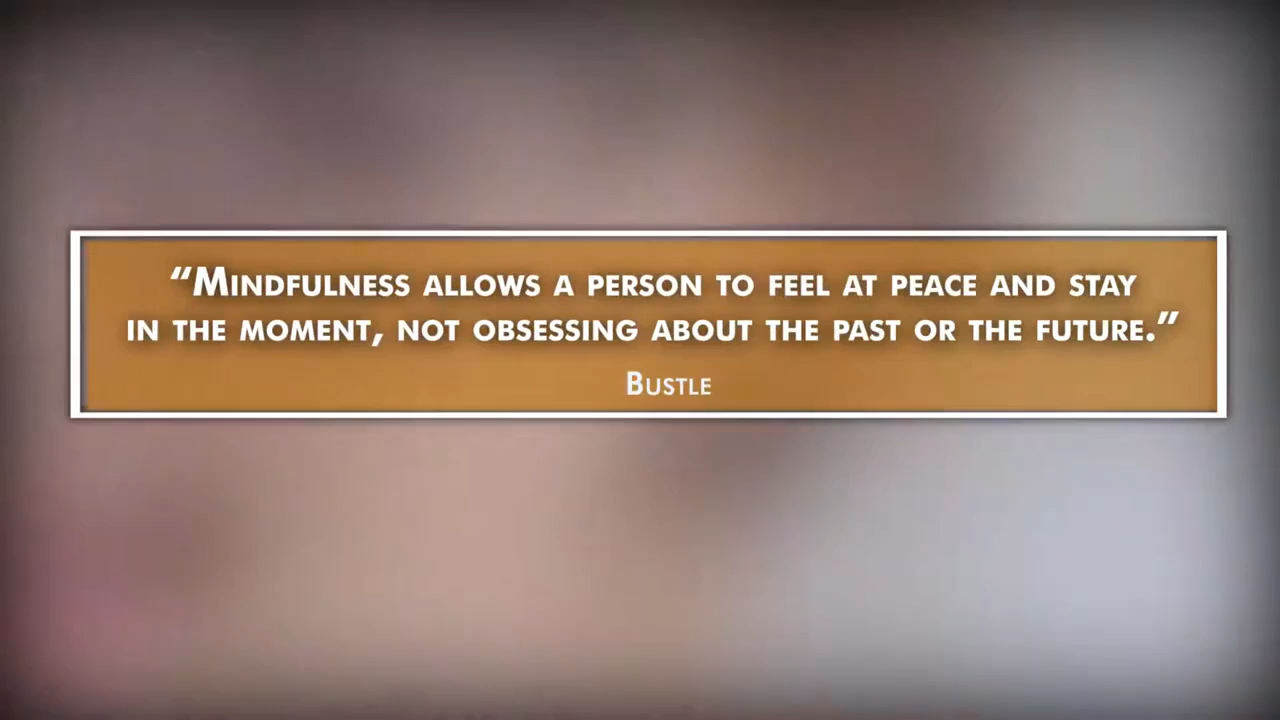 “Mindfulness allows a person to feel at peace and stay
in the moment, not obsessing about the past or the future.”
Bustle